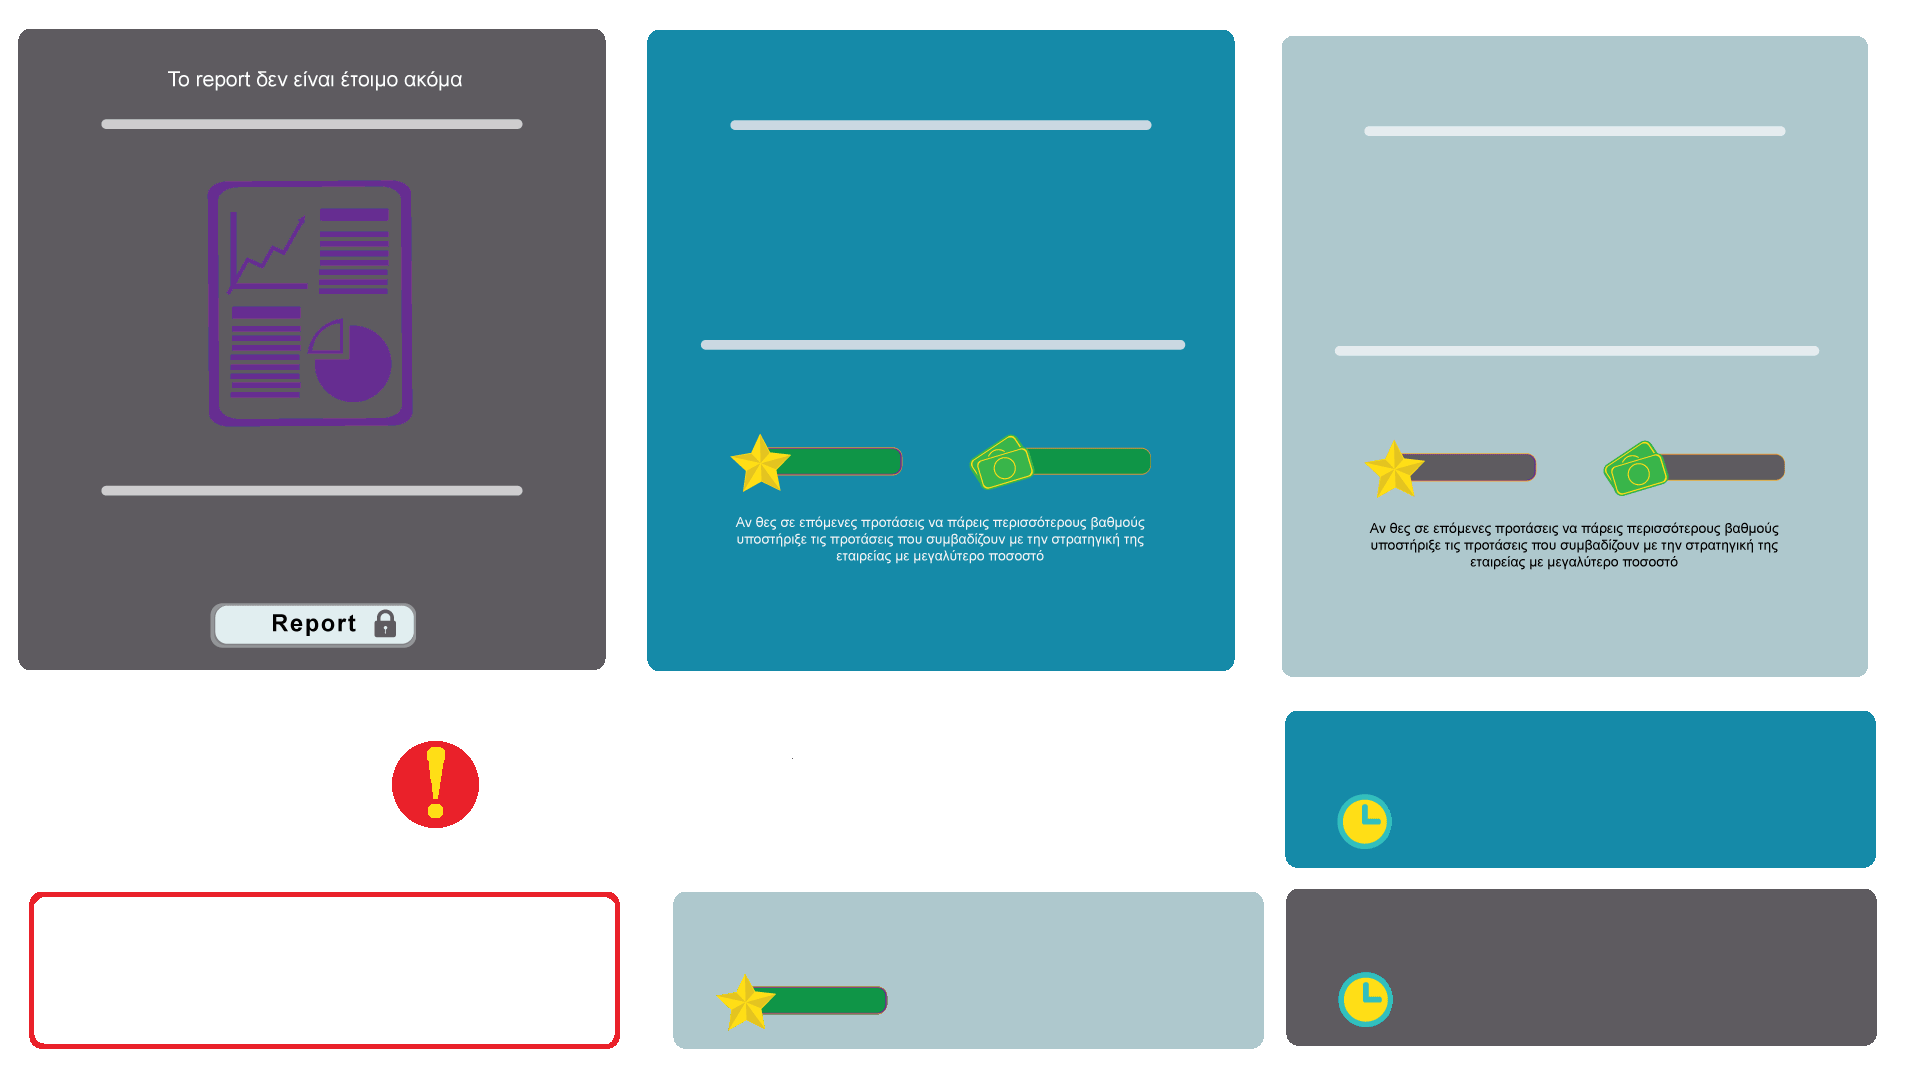 Το report δεν είναι έτοιμο ακόμα
Report
Αν θες σε επόμενες προτάσεις να πάρεις περισσότερους βαθμούς
υποστήριξε τις προτάσεις που συμβαδίζουν με την στρατηγική της
εταιρείας με μεγαλύτερο ποσοστό
Αν θες σε επόμενες προτάσεις να πάρεις περισσότερους βαθμούς
υποστήριξε τις προτάσεις που συμβαδίζουν με την στρατηγική της
εταιρείας με μεγαλύτερο ποσοστό